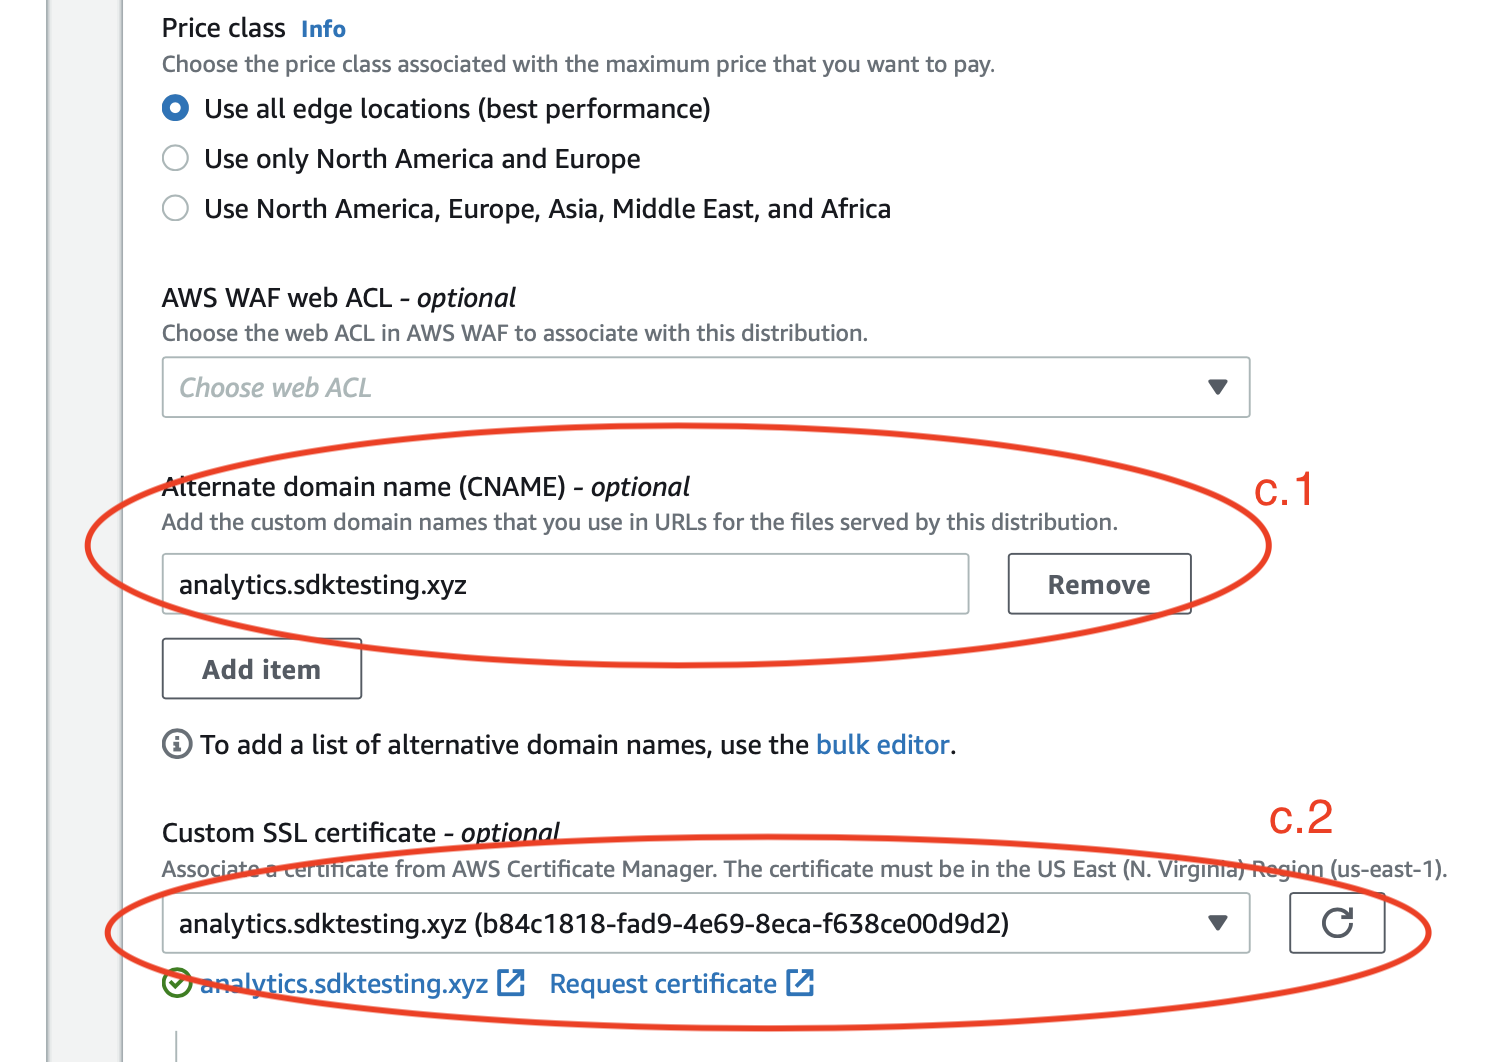 Price class Info
Choose the price class associated with the maximum price that you want to pay.
Use all edge locations (best performance)
Use only North America and Europe
Use North America, Europe, Asia, Middle East, and Africa
AWS WAF web ACL - optional
Choose the web ACL in AWS WAF to associate with this distribution.
Choose web ACL
Alternate domain name (CNAME) - optional
c.1
Add the custom domain names that you use in URLs for the files served by this distribution.
analytics.sdktesting.xyz Remove
Add item
To add a list of alternative domain names, use the bulk editor.
c.2
Custom SSL certificate - optional
Associate a certificate from AWS Certificate Manager. The certificate must be in the US East (N. Virginia) Region (us-east-1).
analytics.sdktesting.xyz (b84c1818-fad9-4e69-8eca-f638ce00d9d2)
analytics.sdktesting.xyz Request certificate